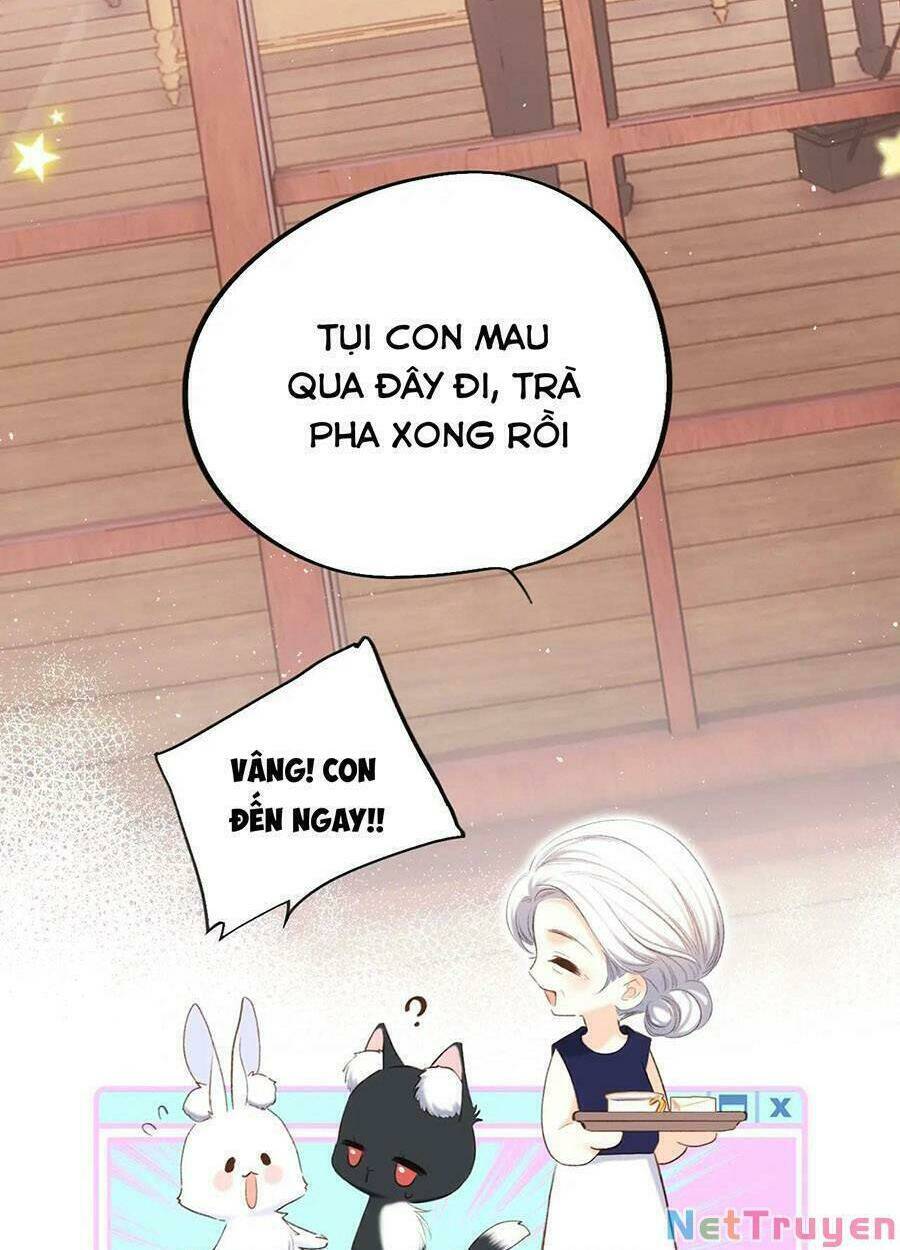 TỤI CON MAU
QUA ĐÂY ĐI, TRÀ
PHA XONG RỒI
VÂNG! CON
ĐẾN NGAY!!
?
X
NetTruyen